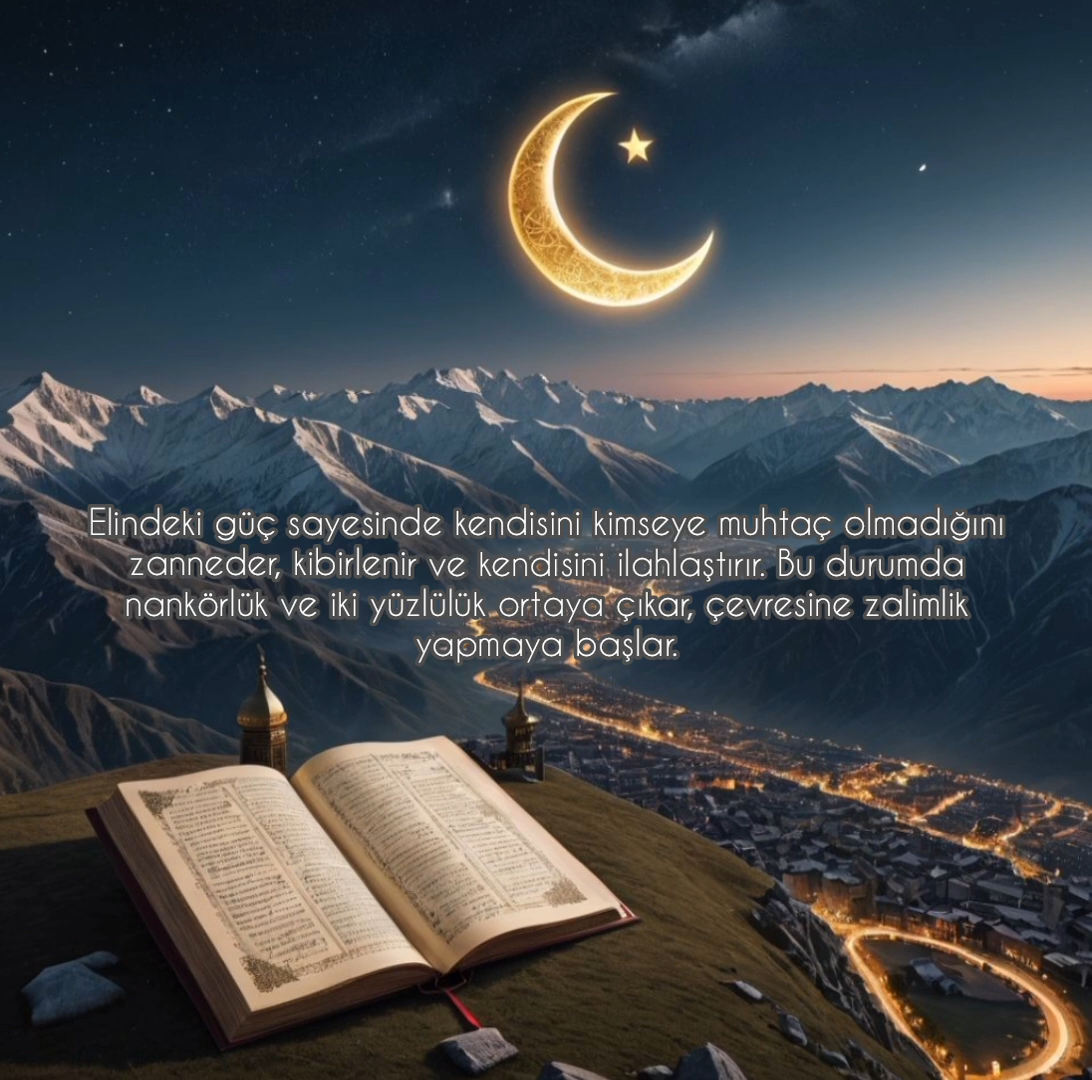 Elindeki güç sayesinde kendisini kimseye muhtaç olmadığını
zanneder, kibirlenir ve kendisini ilahlaştırır. Bu durumda
nankörlük ve iki yüzlülük ortaya çıkar, çevresine zalimlik
yapmaya başlar.